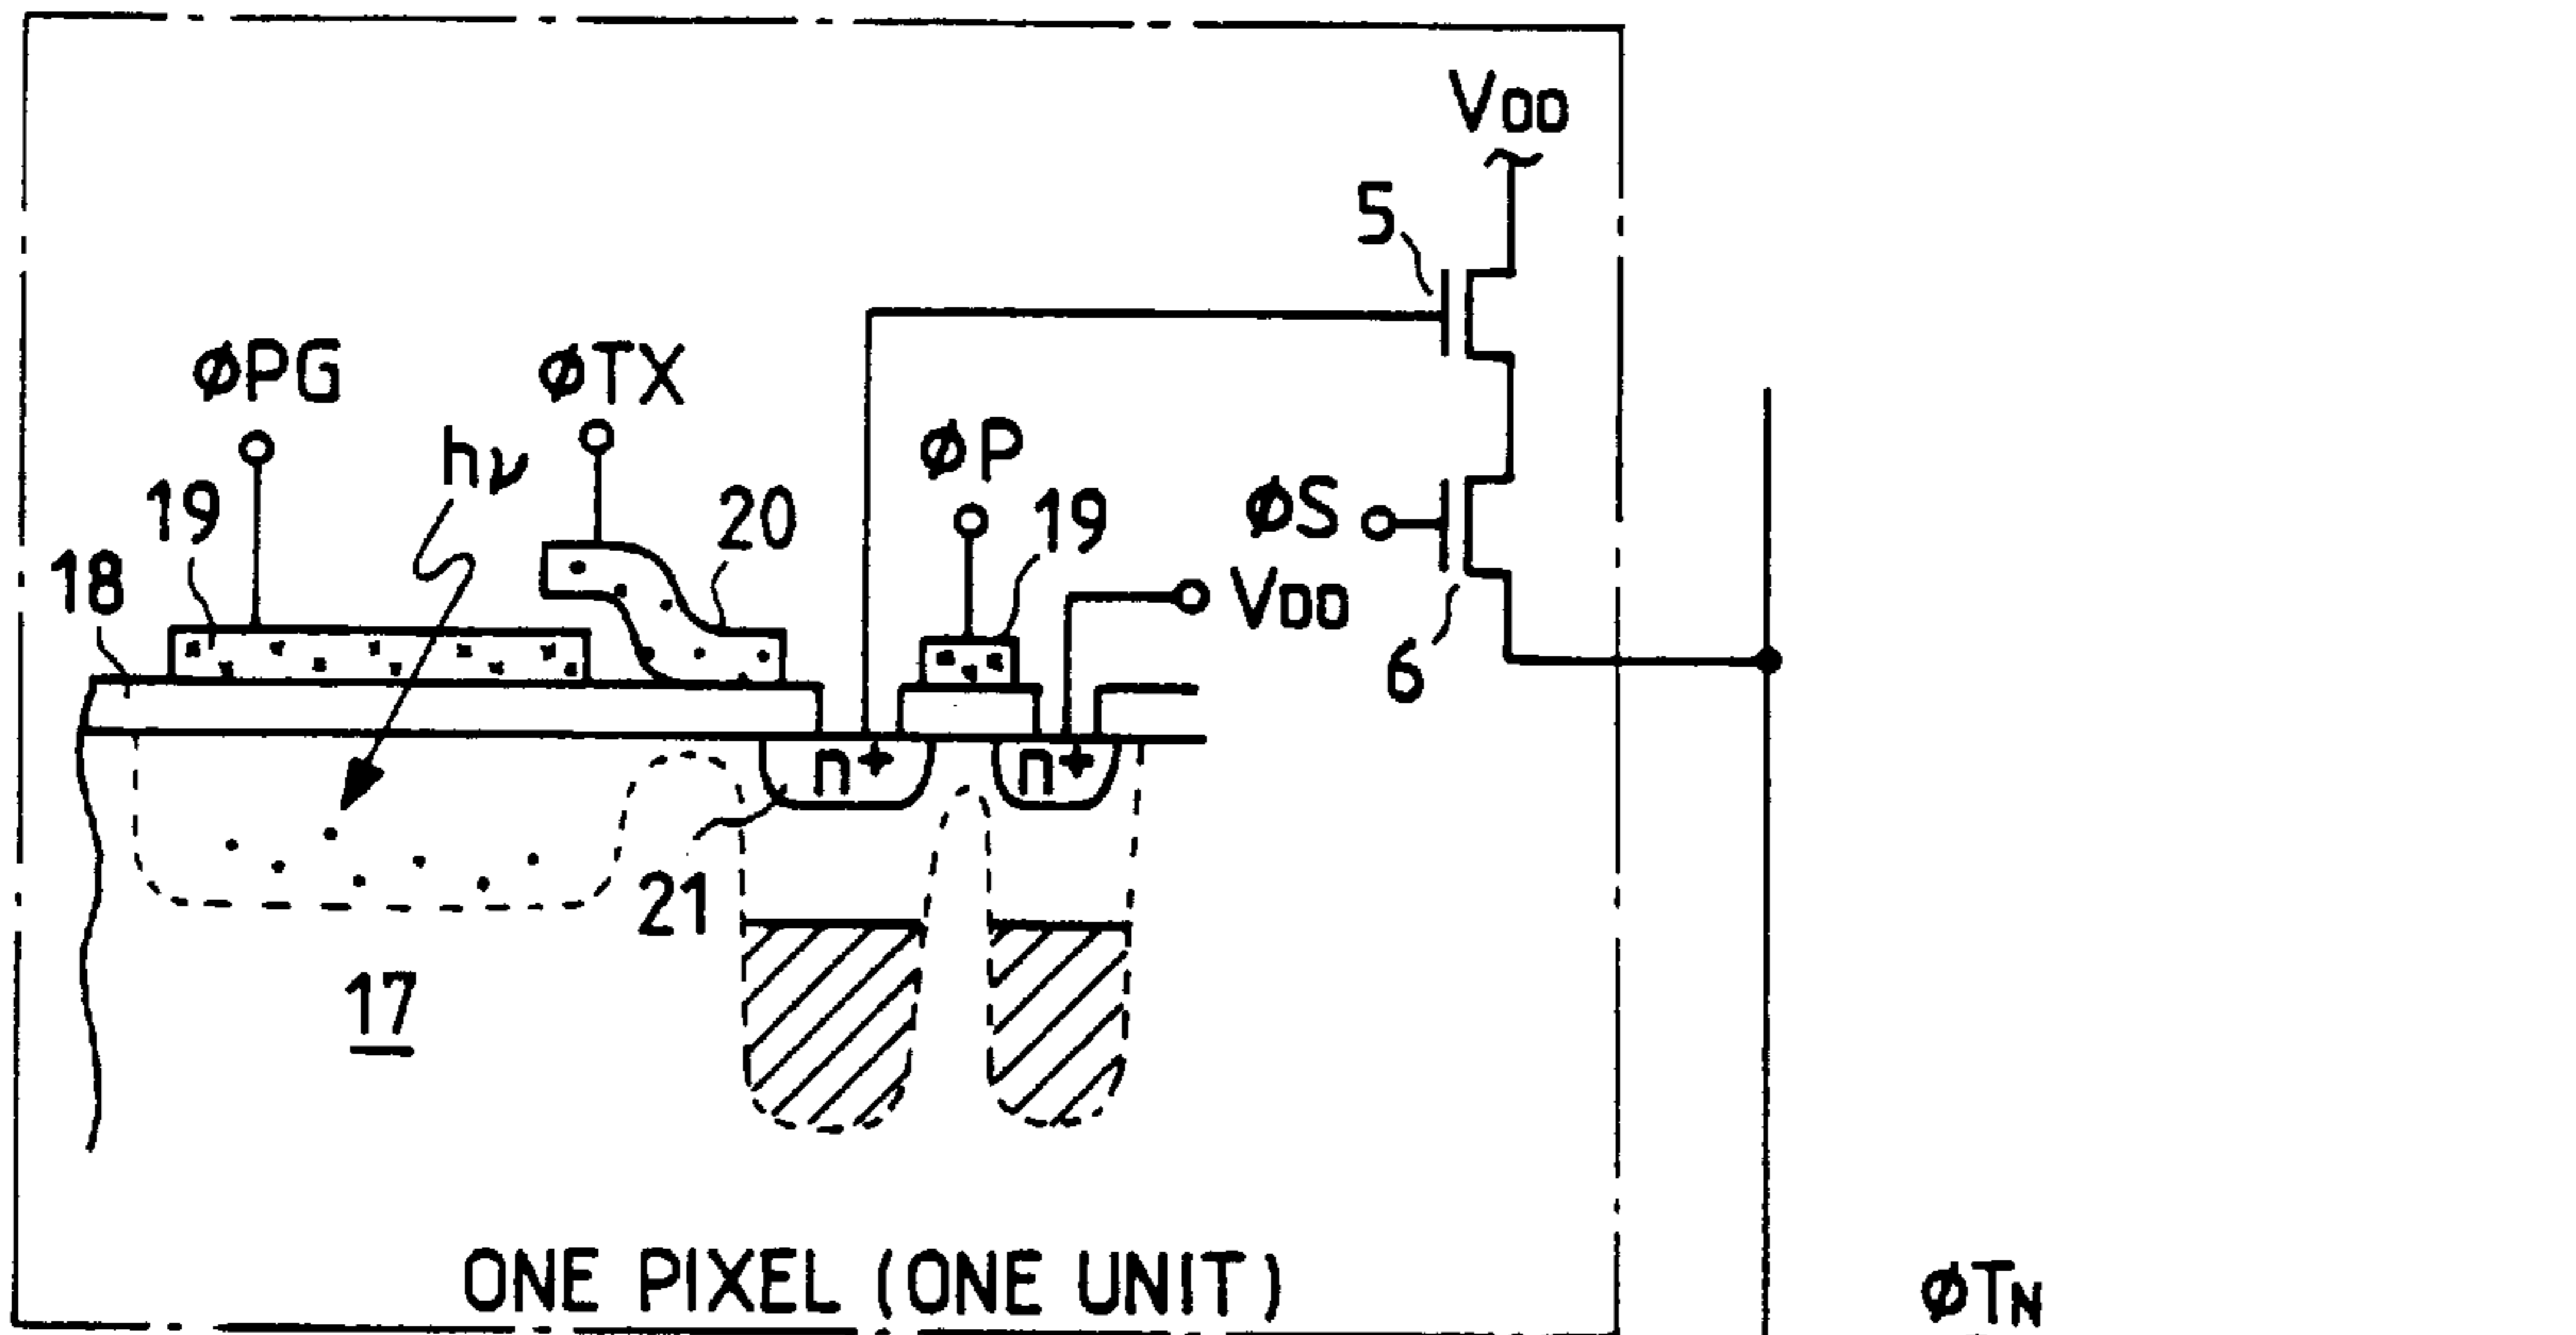 VDD
5
øPG
øTX
hν
øP
19
20
19
øS
18
VDD
6
n+
n+
21
17
ONE PIXEL (ONE UNIT)
øTN